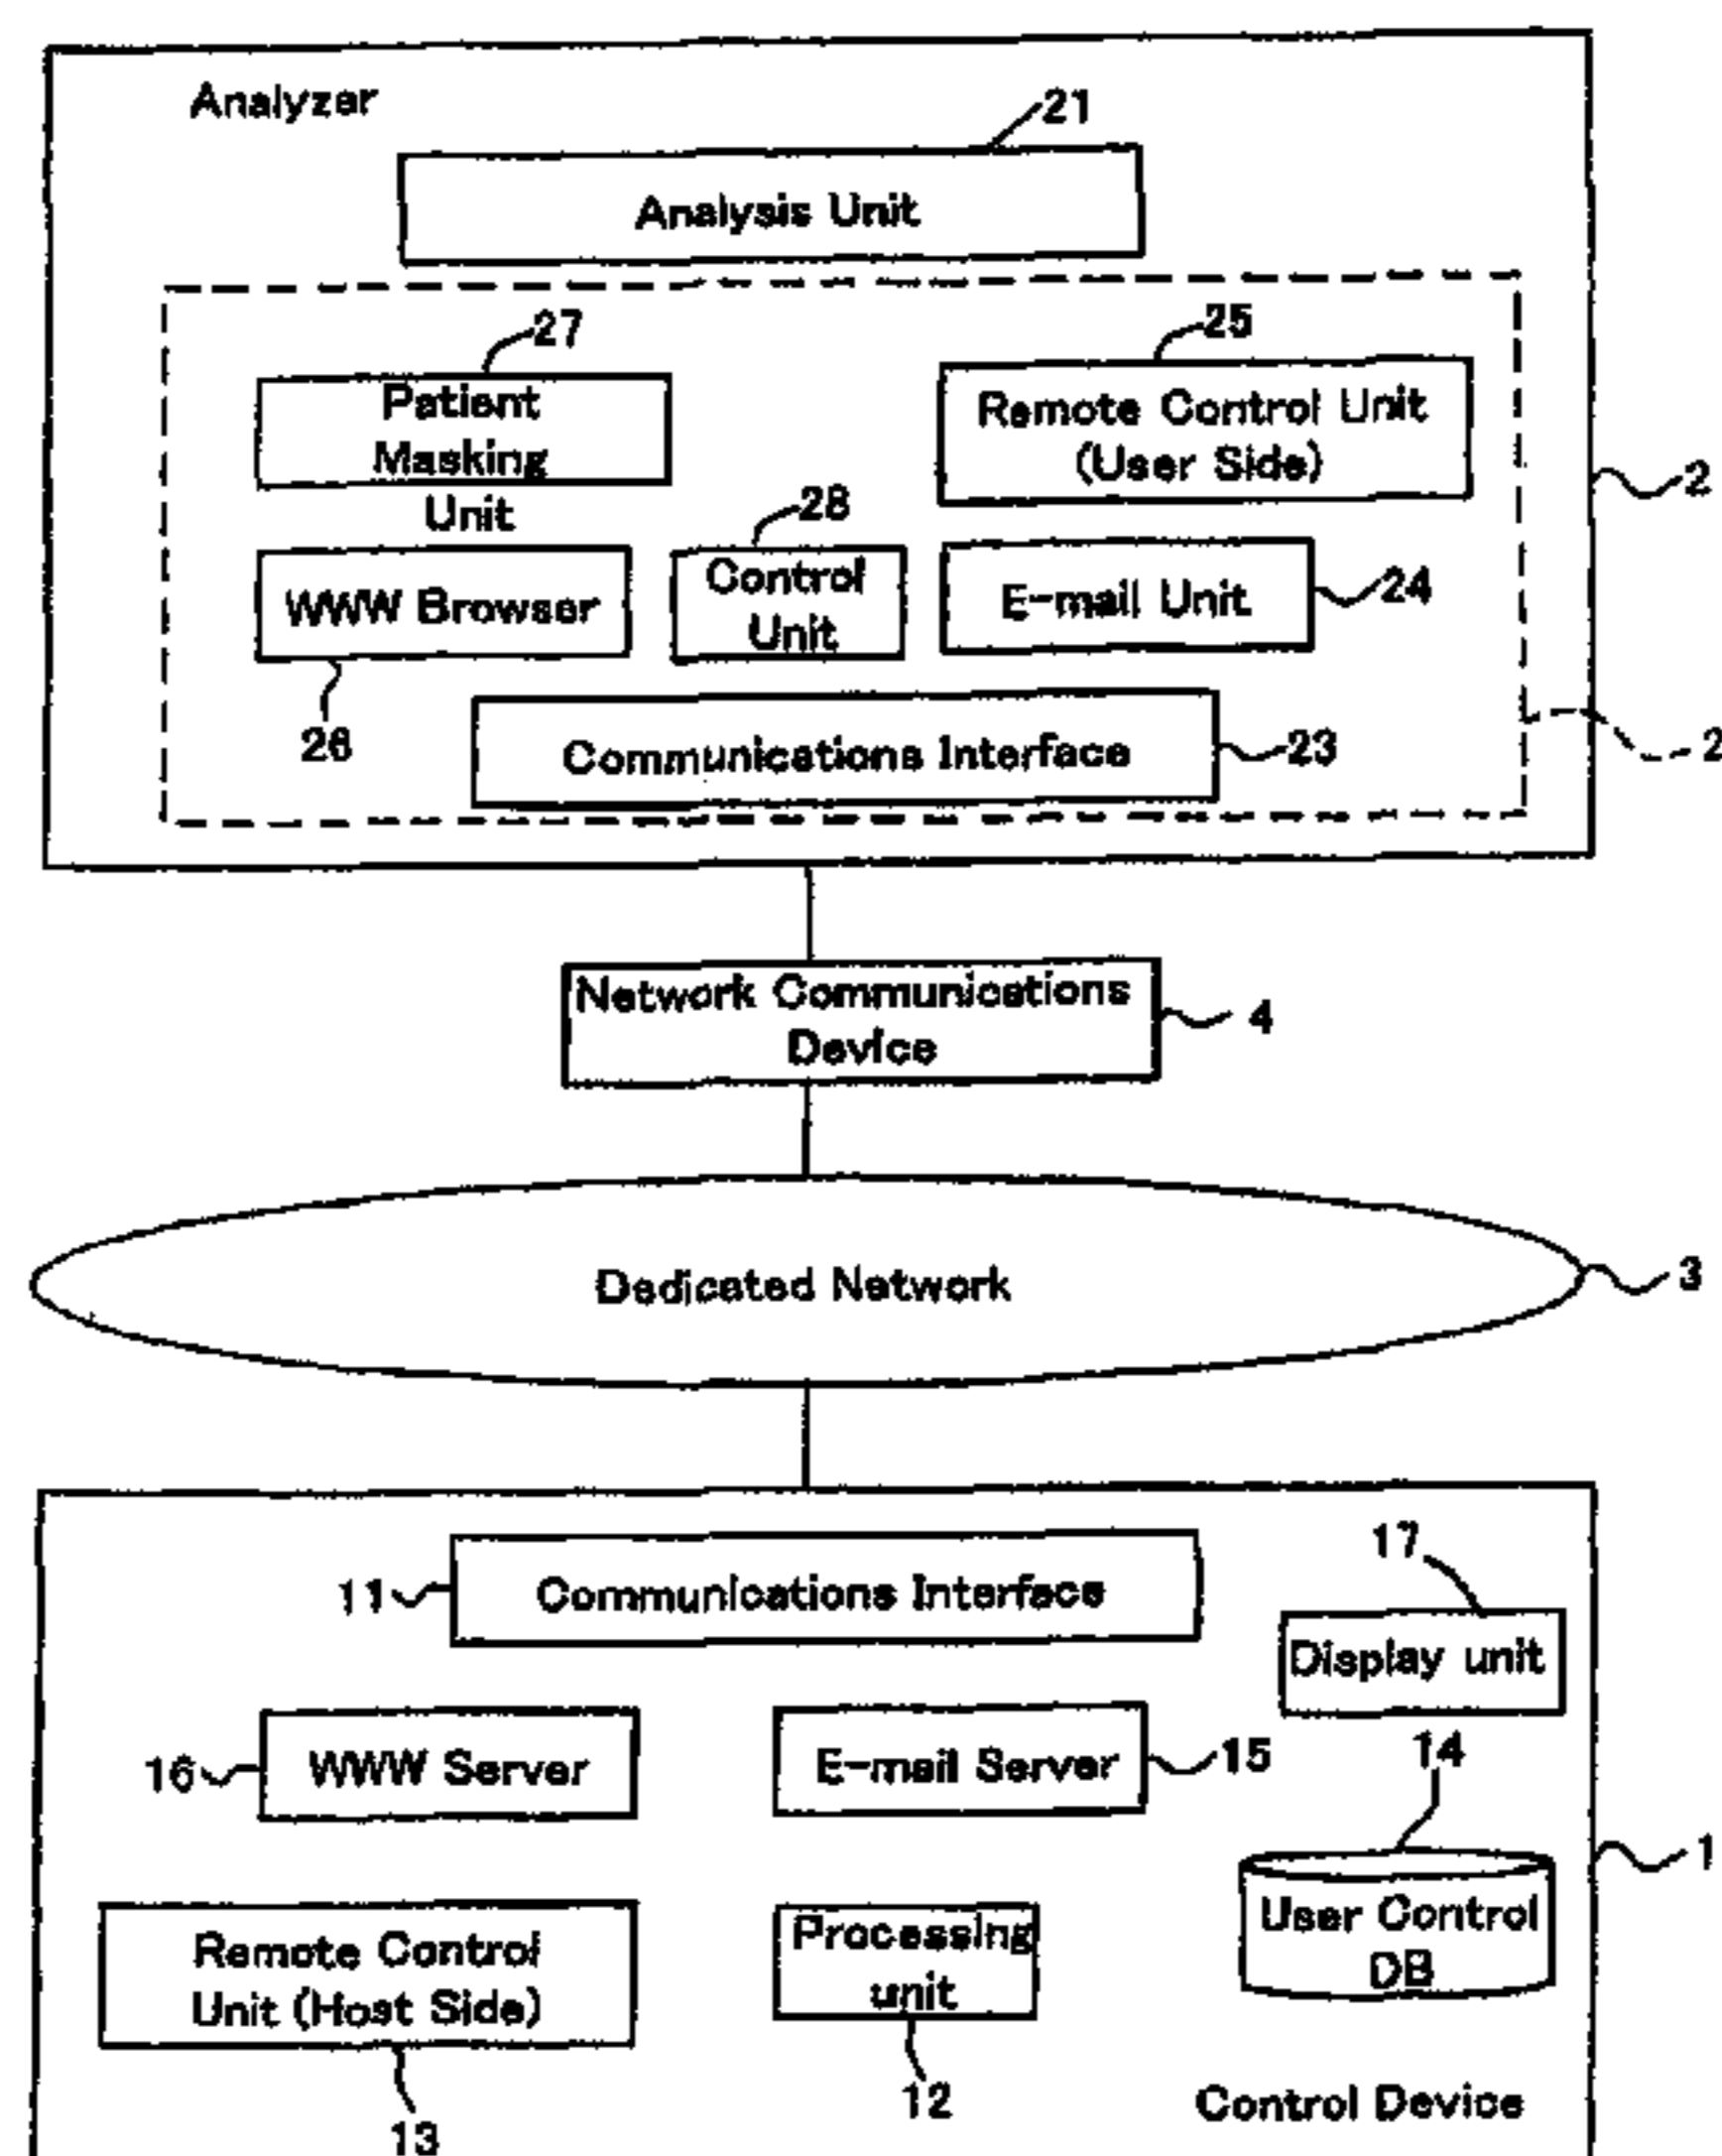 Analyzer
21
Analysis Unit
27
25
Patient
Masking
Unit
Remote Control Unit
(User Side)
2
28
WWW Browser
Control
Unit
E-mail Unit
24
26
Communications Interface
23
2
Network Communications
Device
4
Dedicated Network
3
11
Communications Interface
17
Display unit
16
WWW Server
E-mail Server
15
14
1
User Control
DB
Remote Control
Unit (Host Side)
Processing
unit
13
12
Control Device